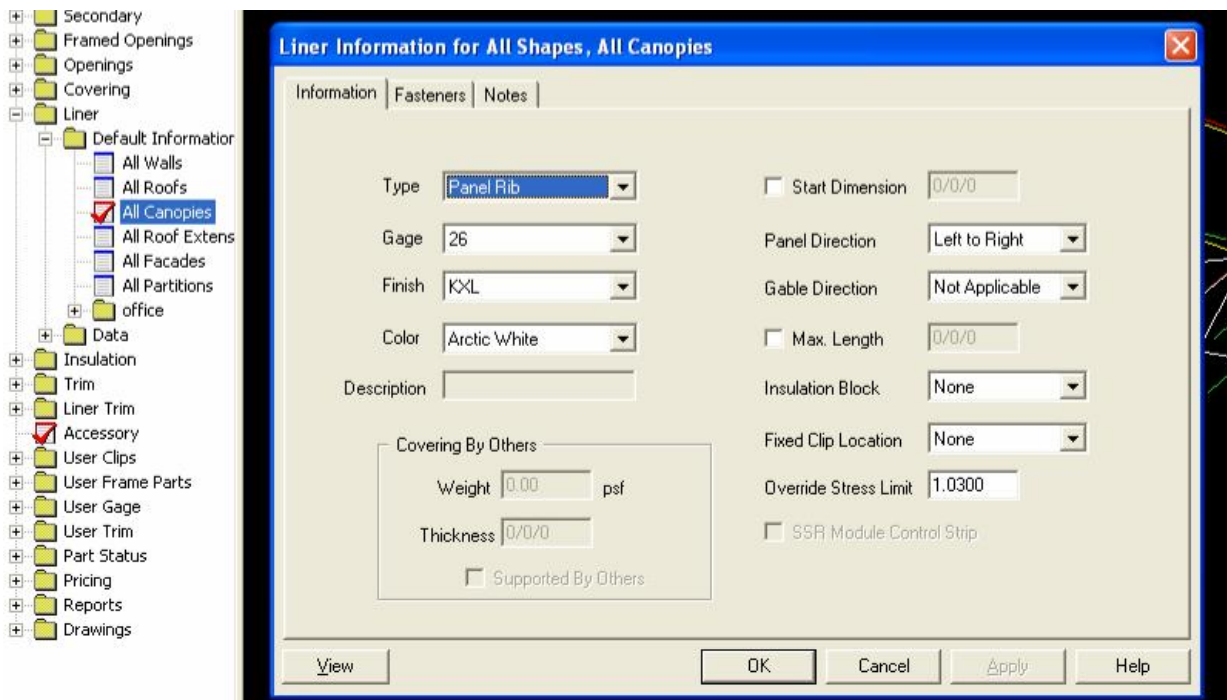 Secondary
Framed Openings
Openings
Covering
Liner
Default Information
All Walls
All Roofs
All Canopies
All Roof Extens
All Facades
All Partitions
office
Data
Insulation
Trim
Liner Trim
Accessory
User Clips
User Frame Parts
User Gage
User Trim
Part Status
Pricing
Reports
Drawings
Liner Information for All Shapes, All Canopies
Information Fasteners Notes
Type Panel Rib
Gage 26
Finish KXL
Color Arctic White
Description
Covering By Others
Weight 0.00 psf
Thickness 0/0/0
Supported By Others
Start Dimension 0/0/0
Panel Direction Left to Right
Gable Direction Not Applicable
Max. Length 0/0/0
Insulation Block None
Fixed Clip Location None
Override Stress Limit 1.0300
SSR Module Control Strip
View OK Cancel Apply Help